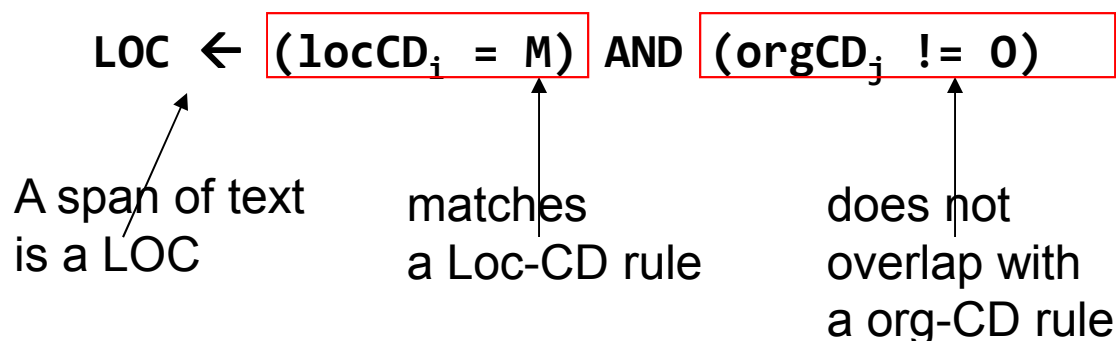 LOC ← (locCDi = M) AND (orgCDj != O)
A span of text
is a LOC
matches
a Loc-CD rule
does not
overlap with
a org-CD rule